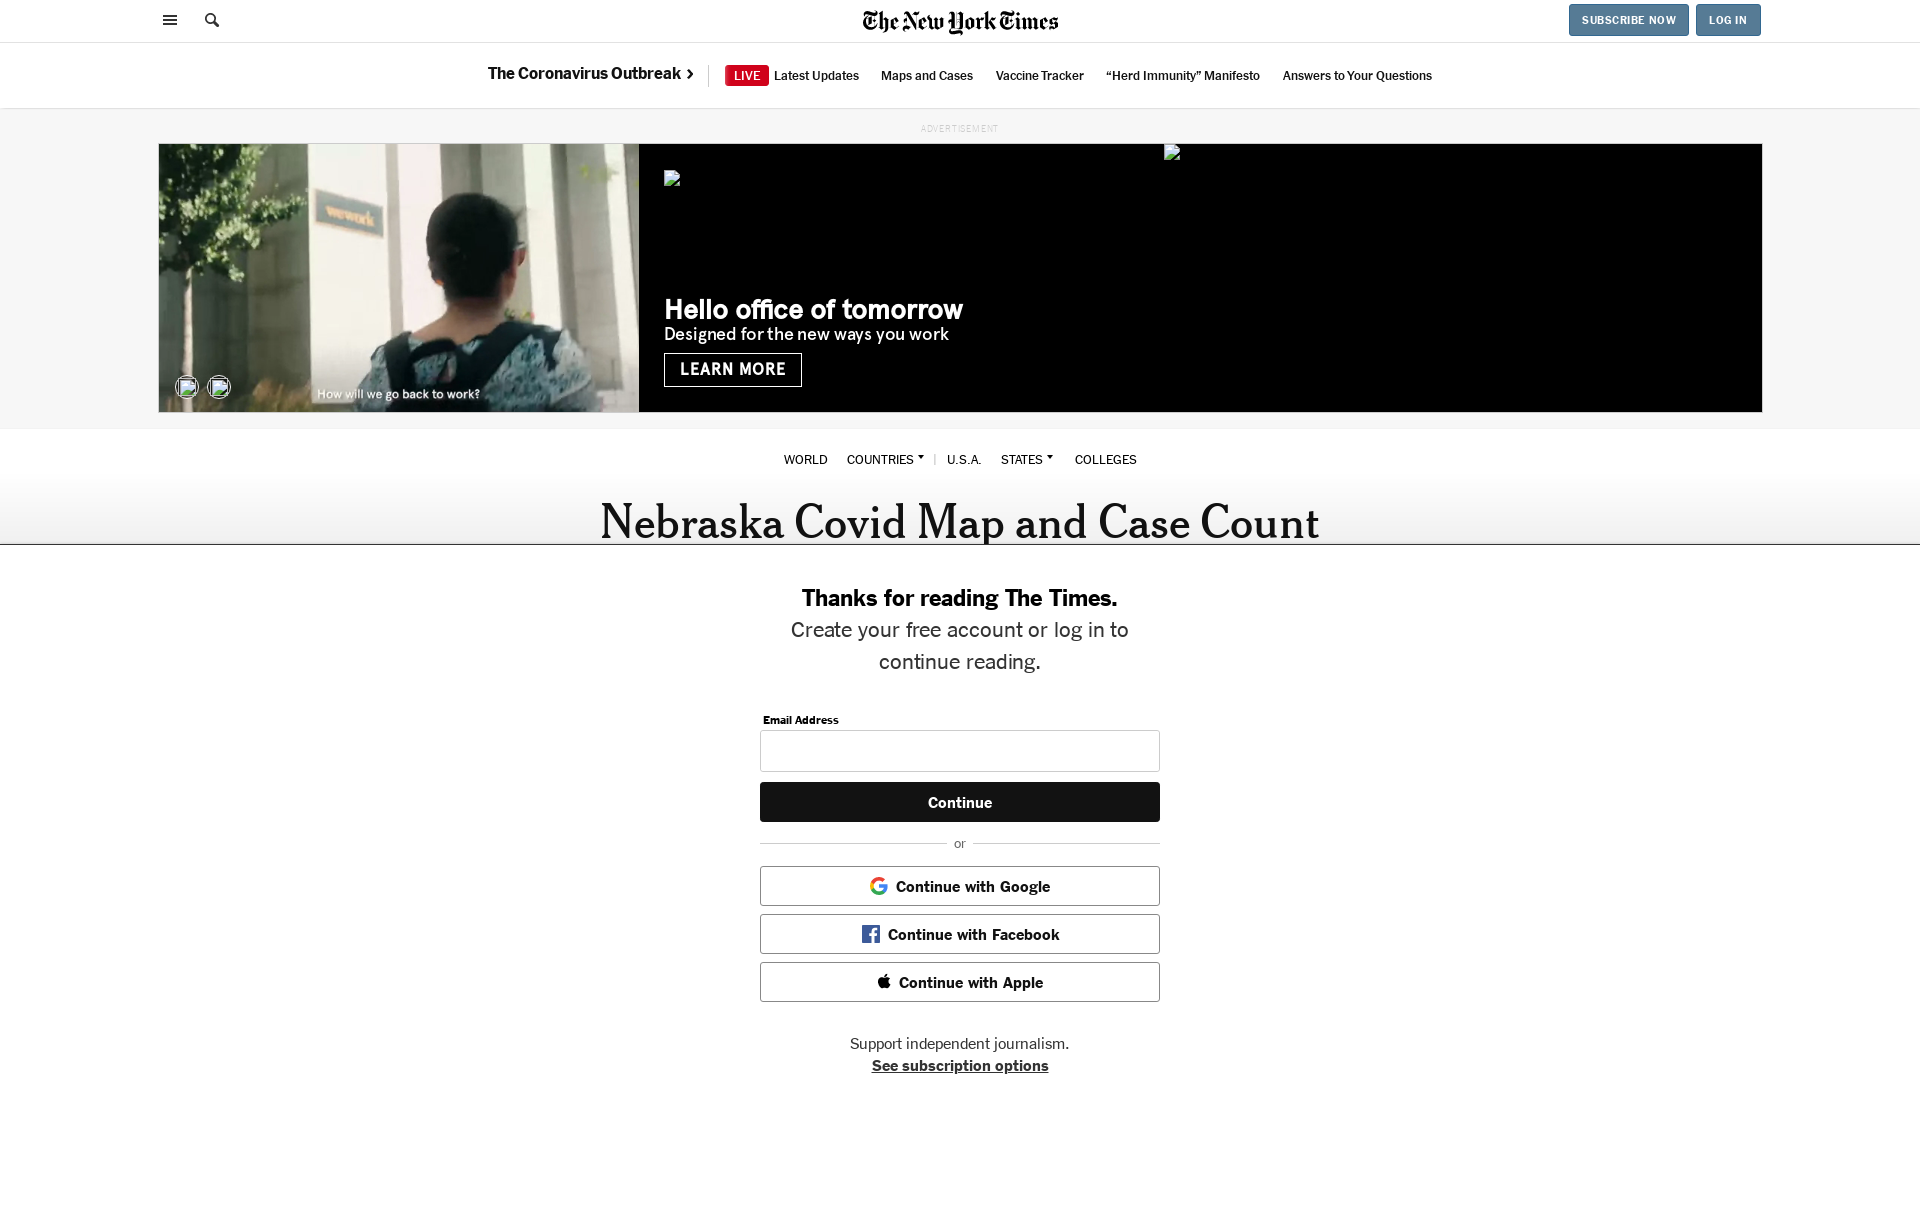 The New York Times
SUBSCRIBE NOW
LOG IN
The Coronavirus Outbreak
LIVE Latest Updates
Maps and Cases
Vaccine Tracker
“Herd Immunity” Manifesto
Answers to Your Questions
ADVERTISEMENT
wework
How will we go back to work?
Hello office of tomorrow
Designed for the new ways you work
LEARN MORE
WORLD COUNTRIES | U.S.A. STATES COLLEGES
Nebraska Covid Map and Case Count
Thanks for reading The Times.
Create your free account or log in to
continue reading.
Email Address
Continue
or
Continue with Google
Continue with Facebook
Continue with Apple
Support independent journalism.
See subscription options